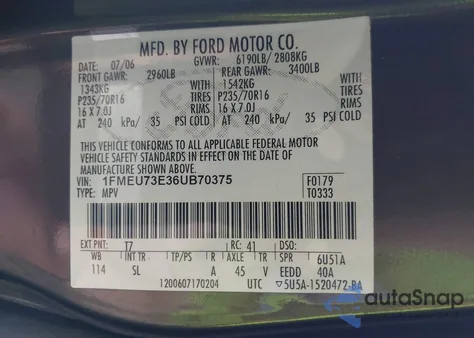 MFD. BY FORD MOTOR CO.
DATE: 07/06 GVWR: 6190LB/ 2808KG
FRONT GAWR: 2960LB REAR GAWR: 3400LB
1343KG WITH 1542KG WITH
P235/70R16 TIRES P235/70R16 TIRES
16 X 7.0J RIMS 16 X 7.0J RIMS
AT 240 kPa/ 35 PSI COLD AT 240 kPa/ 35 PSI COLD
THIS VEHICLE CONFORMS TO ALL APPLICABLE FEDERAL MOTOR
VEHICLE SAFETY STANDARDS IN EFFECT ON THE DATE OF
MANUFACTURE SHOWN ABOVE.
VIN: 1FMEU73E36UB70375 F0179
TYPE: MPV T0333
EXT PNT: T7 RC: 41 DSO:
WB INT TR TP/PS R AXLE TR SPR 6U51A
114 SL A 45 V EEDD 40A
1200607170204 UTC ▽5U5A-1520472-BA
autoSnap